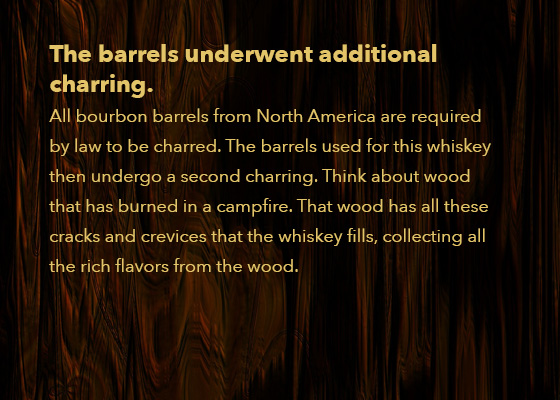 The barrels underwent additional
charring.
All bourbon barrels from North America are required
by law to be charred. The barrels used for this whiskey
then undergo a second charring. Think about wood
that has burned in a campfire. That wood has all these
cracks and crevices that the whiskey fills, collecting all
the rich flavors from the wood.